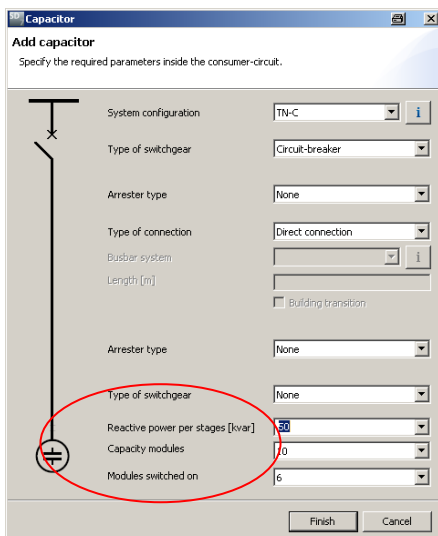 SD Capacitor
Add capacitor
Specify the required parameters inside the consumer-circuit.
System configuration TN-C i
Type of switchgear Circuit-breaker
Arrester type None
Type of connection Direct connection
Busbar system i
Length [m]
Building transition
Arrester type None
Type of switchgear None
Reactive power per stages [kvar] 50
Capacity modules 10
Modules switched on 6
Finish Cancel